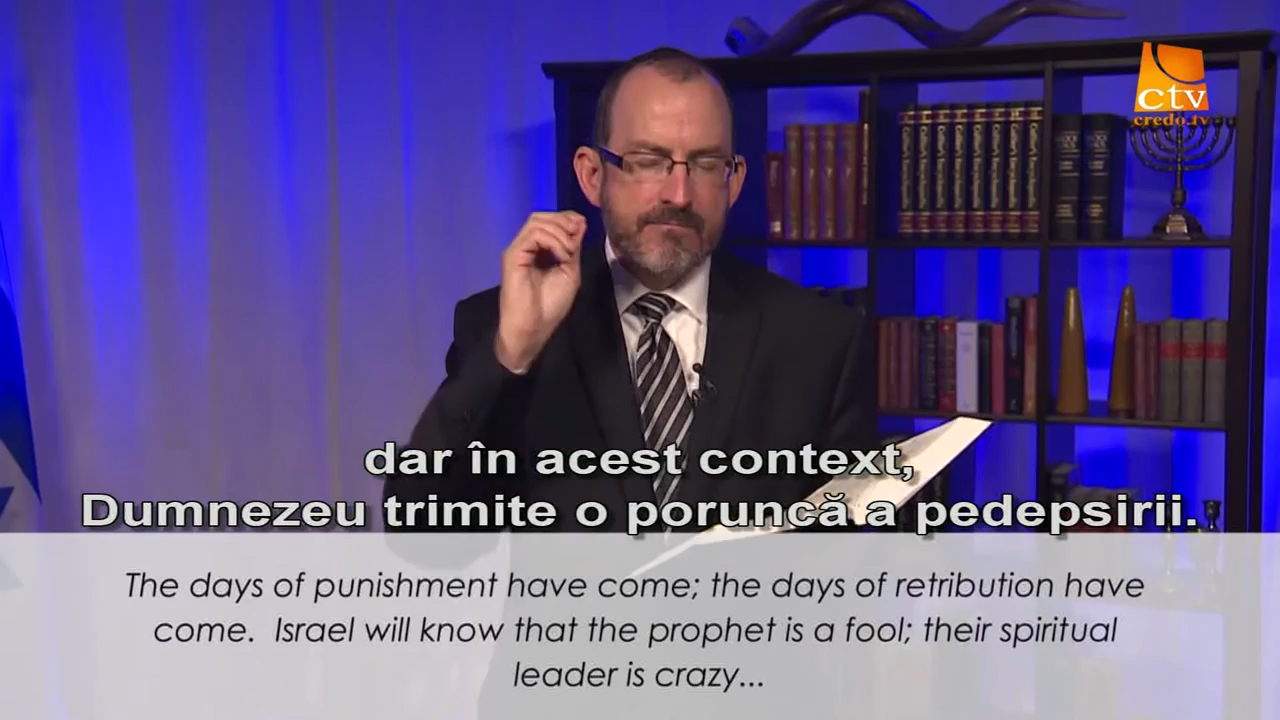 ctv
credo.tv
dar în acest context,
Dumnezeu trimite o poruncă a pedepsirii.
The days of punishment have come; the days of retribution have
come. Israel will know that the prophet is a fool; their spiritual
leader is crazy...